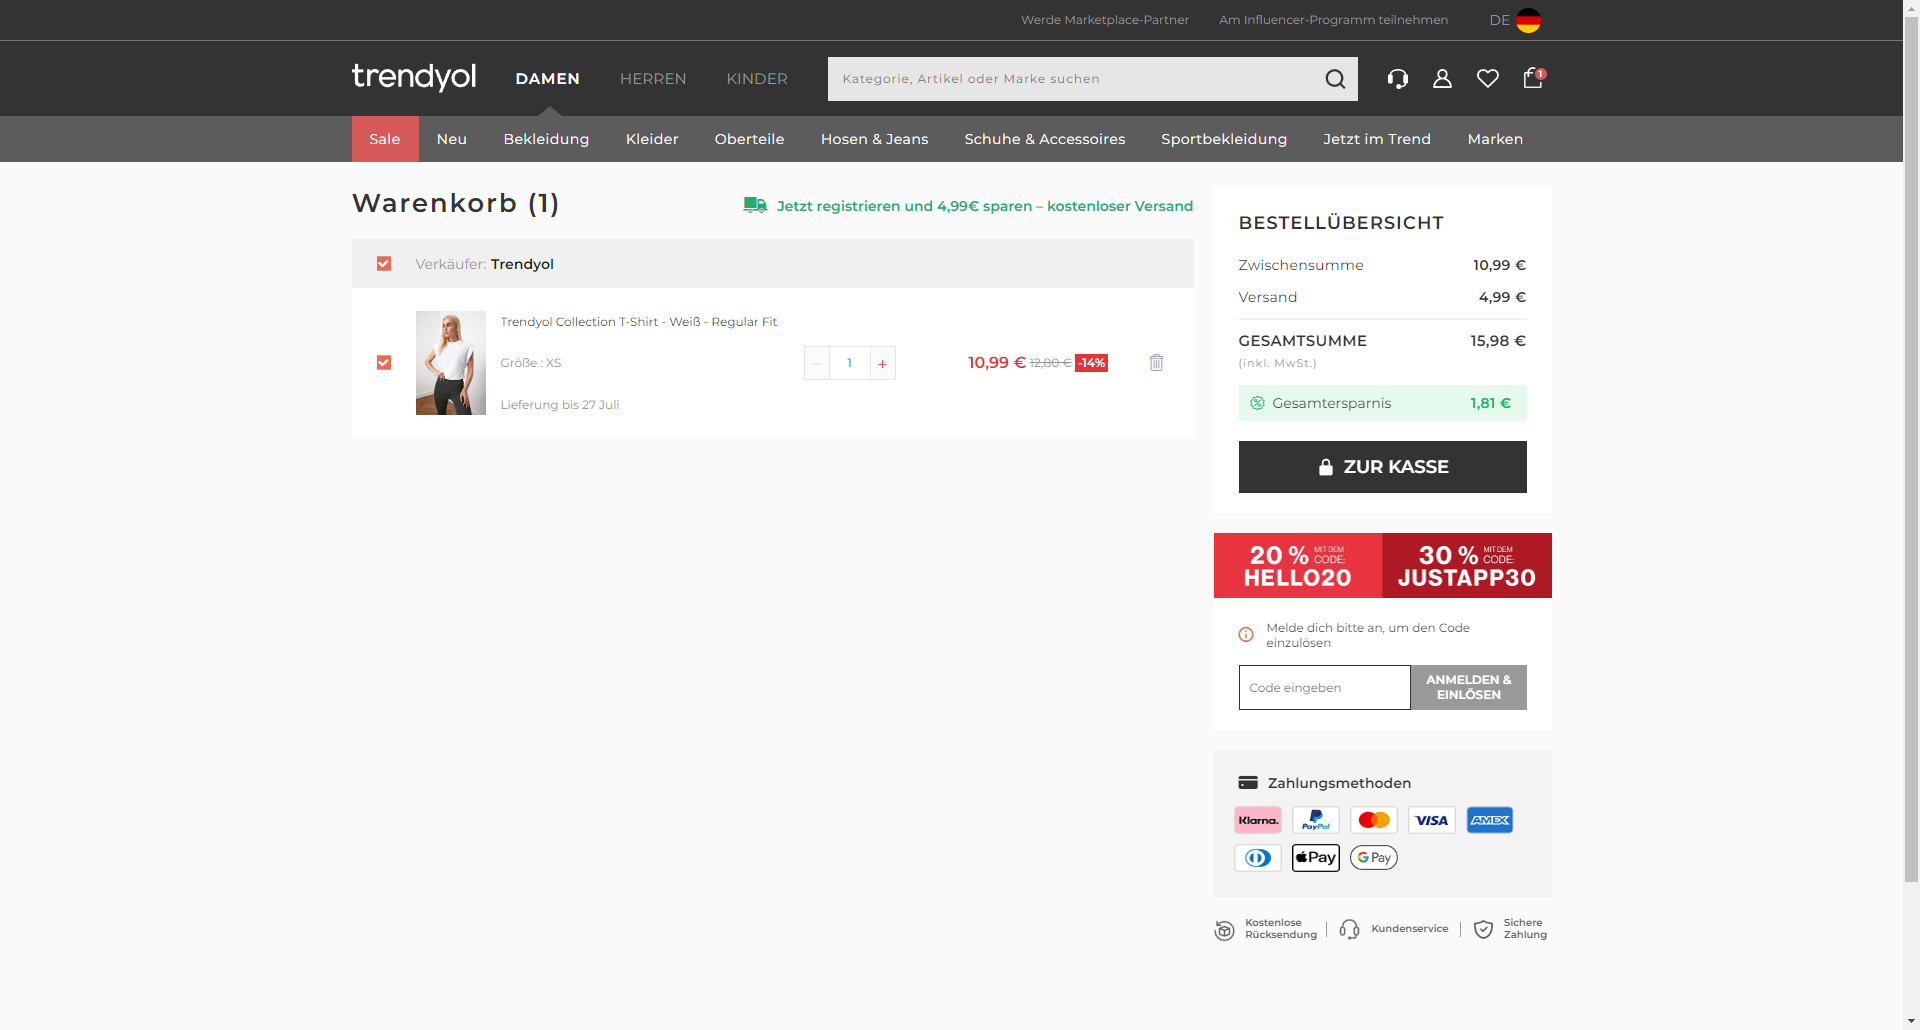 Werde Marketplace-Partner
Am Influencer-Programm teilnehmen
DE
trendyol
DAMEN
HERREN
KINDER
Kategorie, Artikel oder Marke suchen
1
Sale
Neu
Bekleidung
Kleider
Oberteile
Hosen & Jeans
Schuhe & Accessoires
Sportbekleidung
Jetzt im Trend
Marken
Warenkorb (1)
Jetzt registrieren und 4,99€ sparen – kostenloser Versand
Verkäufer: Trendyol
Trendyol Collection T-Shirt - Weiß - Regular Fit
Größe : XS
1
+
10,99 € 12,80 € -14%
Lieferung bis 27 Juli
BESTELLÜBERSICHT
Zwischensumme 10,99 €
Versand 4,99 €
GESAMTSUMME 15,98 €
(inkl. MwSt.)
Gesamtersparnis 1,81 €
ZUR KASSE
20 % MIT DEM CODE:
HELLO20
30 % MIT DEM CODE:
JUSTAPP30
Melde dich bitte an, um den Code
einzulösen
Code eingeben
ANMELDEN &
EINLÖSEN
Zahlungsmethoden
Klarna.
PayPal
VISA
AMEX
Pay
G Pay
Kostenlose
Rücksendung
Kundenservice
Sichere
Zahlung